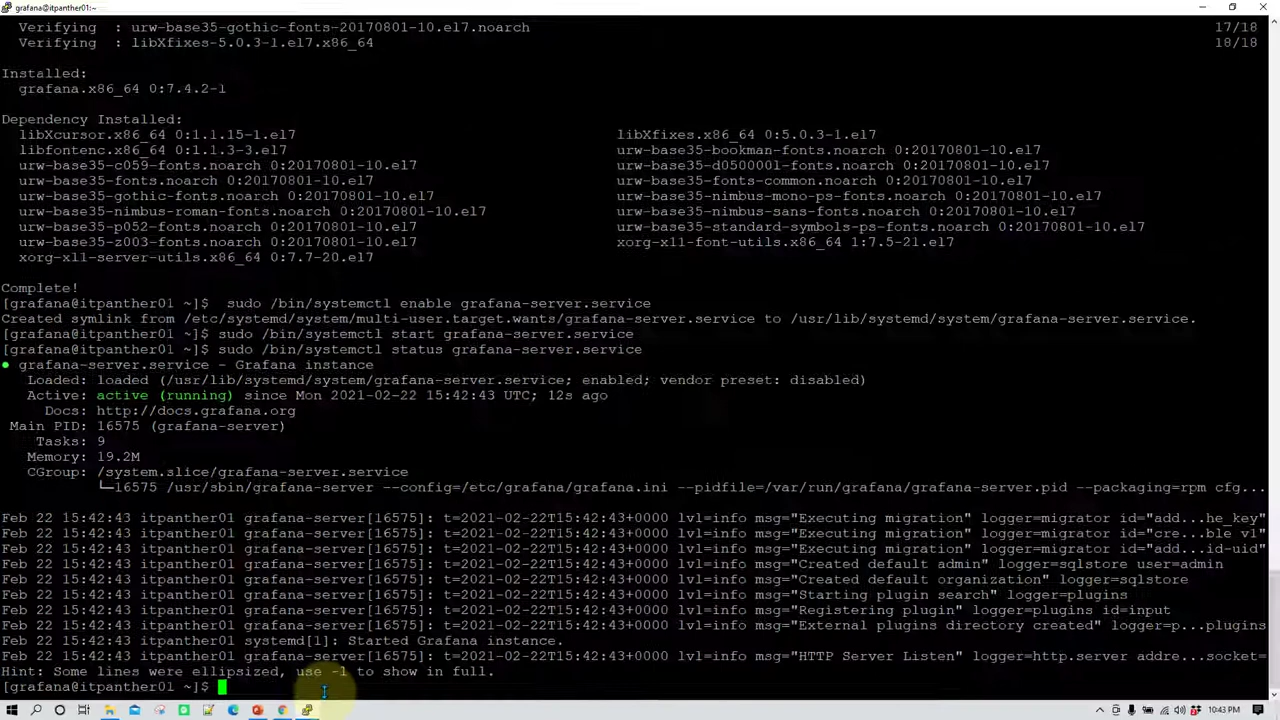 grafana@itpanther01:~
Verifying  : urw-base35-gothic-fonts-20170801-10.el7.noarch 17/18
Verifying  : libXfixes-5.0.3-1.el7.x86_64 18/18
Installed:
grafana.x86_64 0:7.4.2-1
Dependency Installed:
libXcursor.x86_64 0:1.1.15-1.el7 libXfixes.x86_64 0:5.0.3-1.el7
libfontenc.x86_64 0:1.1.3-3.el7 urw-base35-bookman-fonts.noarch 0:20170801-10.el7
urw-base35-c059-fonts.noarch 0:20170801-10.el7 urw-base35-d050000l-fonts.noarch 0:20170801-10.el7
urw-base35-fonts.noarch 0:20170801-10.el7 urw-base35-fonts-common.noarch 0:20170801-10.el7
urw-base35-gothic-fonts.noarch 0:20170801-10.el7 urw-base35-nimbus-mono-ps-fonts.noarch 0:20170801-10.el7
urw-base35-nimbus-roman-fonts.noarch 0:20170801-10.el7 urw-base35-nimbus-sans-fonts.noarch 0:20170801-10.el7
urw-base35-p052-fonts.noarch 0:20170801-10.el7 urw-base35-standard-symbols-ps-fonts.noarch 0:20170801-10.el7
urw-base35-z003-fonts.noarch 0:20170801-10.el7 xorg-x11-font-utils.x86_64 1:7.5-21.el7
xorg-x11-server-utils.x86_64 0:7.7-20.el7
Complete!
[grafana@itpanther01 ~]$  sudo /bin/systemctl enable grafana-server.service
Created symlink from /etc/systemd/system/multi-user.target.wants/grafana-server.service to /usr/lib/systemd/system/grafana-server.service.
[grafana@itpanther01 ~]$ sudo /bin/systemctl start grafana-server.service
[grafana@itpanther01 ~]$ sudo /bin/systemctl status grafana-server.service
● grafana-server.service - Grafana instance
Loaded: loaded (/usr/lib/systemd/system/grafana-server.service; enabled; vendor preset: disabled)
Active: active (running) since Mon 2021-02-22 15:42:43 UTC; 12s ago
Docs: http://docs.grafana.org
Main PID: 16575 (grafana-server)
Tasks: 9
Memory: 19.2M
CGroup: /system.slice/grafana-server.service
└─16575 /usr/sbin/grafana-server --config=/etc/grafana/grafana.ini --pidfile=/var/run/grafana/grafana-server.pid --packaging=rpm cfg...
Feb 22 15:42:43 itpanther01 grafana-server[16575]: t=2021-02-22T15:42:43+0000 lvl=info msg="Executing migration" logger=migrator id="add...he_key"
Feb 22 15:42:43 itpanther01 grafana-server[16575]: t=2021-02-22T15:42:43+0000 lvl=info msg="Executing migration" logger=migrator id="cre...ble v1"
Feb 22 15:42:43 itpanther01 grafana-server[16575]: t=2021-02-22T15:42:43+0000 lvl=info msg="Executing migration" logger=migrator id="add...id-uid"
Feb 22 15:42:43 itpanther01 grafana-server[16575]: t=2021-02-22T15:42:43+0000 lvl=info msg="Created default admin" logger=sqlstore user=admin
Feb 22 15:42:43 itpanther01 grafana-server[16575]: t=2021-02-22T15:42:43+0000 lvl=info msg="Created default organization" logger=sqlstore
Feb 22 15:42:43 itpanther01 grafana-server[16575]: t=2021-02-22T15:42:43+0000 lvl=info msg="Starting plugin search" logger=plugins
Feb 22 15:42:43 itpanther01 grafana-server[16575]: t=2021-02-22T15:42:43+0000 lvl=info msg="Registering plugin" logger=plugins id=input
Feb 22 15:42:43 itpanther01 grafana-server[16575]: t=2021-02-22T15:42:43+0000 lvl=info msg="External plugins directory created" logger=p...plugins
Feb 22 15:42:43 itpanther01 systemd[1]: Started Grafana instance.
Feb 22 15:42:43 itpanther01 grafana-server[16575]: t=2021-02-22T15:42:43+0000 lvl=info msg="HTTP Server Listen" logger=http.server addre...socket=
Hint: Some lines were ellipsized, use -l to show in full.
[grafana@itpanther01 ~]$
10:43 PM